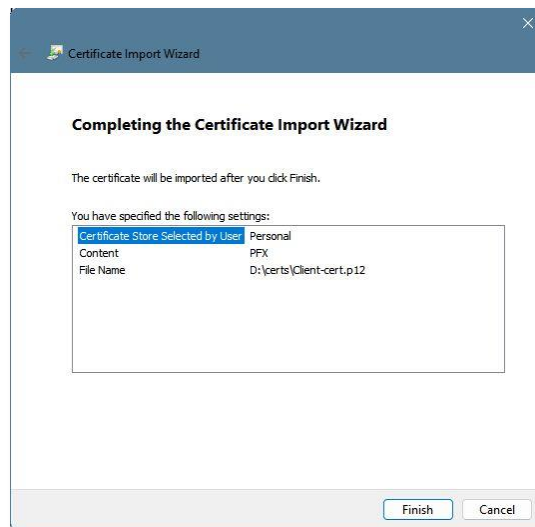 Certificate Import Wizard
Completing the Certificate Import Wizard
The certificate will be imported after you click Finish.
You have specified the following settings:
Certificate Store Selected by User Personal
Content PFX
File Name D:\certs\Client-cert.p12
Finish Cancel